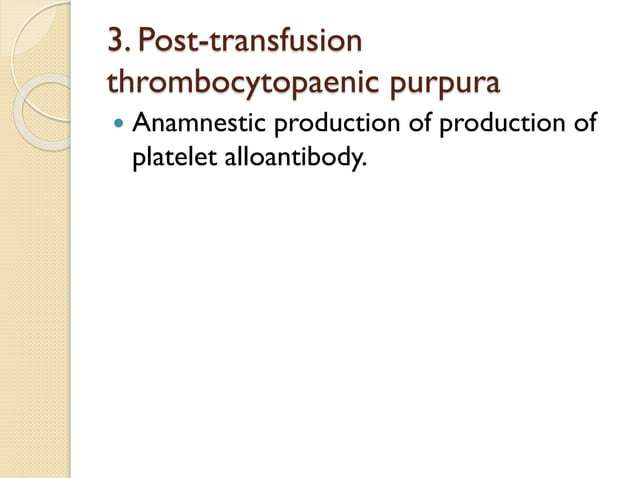 3. Post-transfusion
thrombocytopaenic purpura
• Anamnestic production of production of
platelet alloantibody.